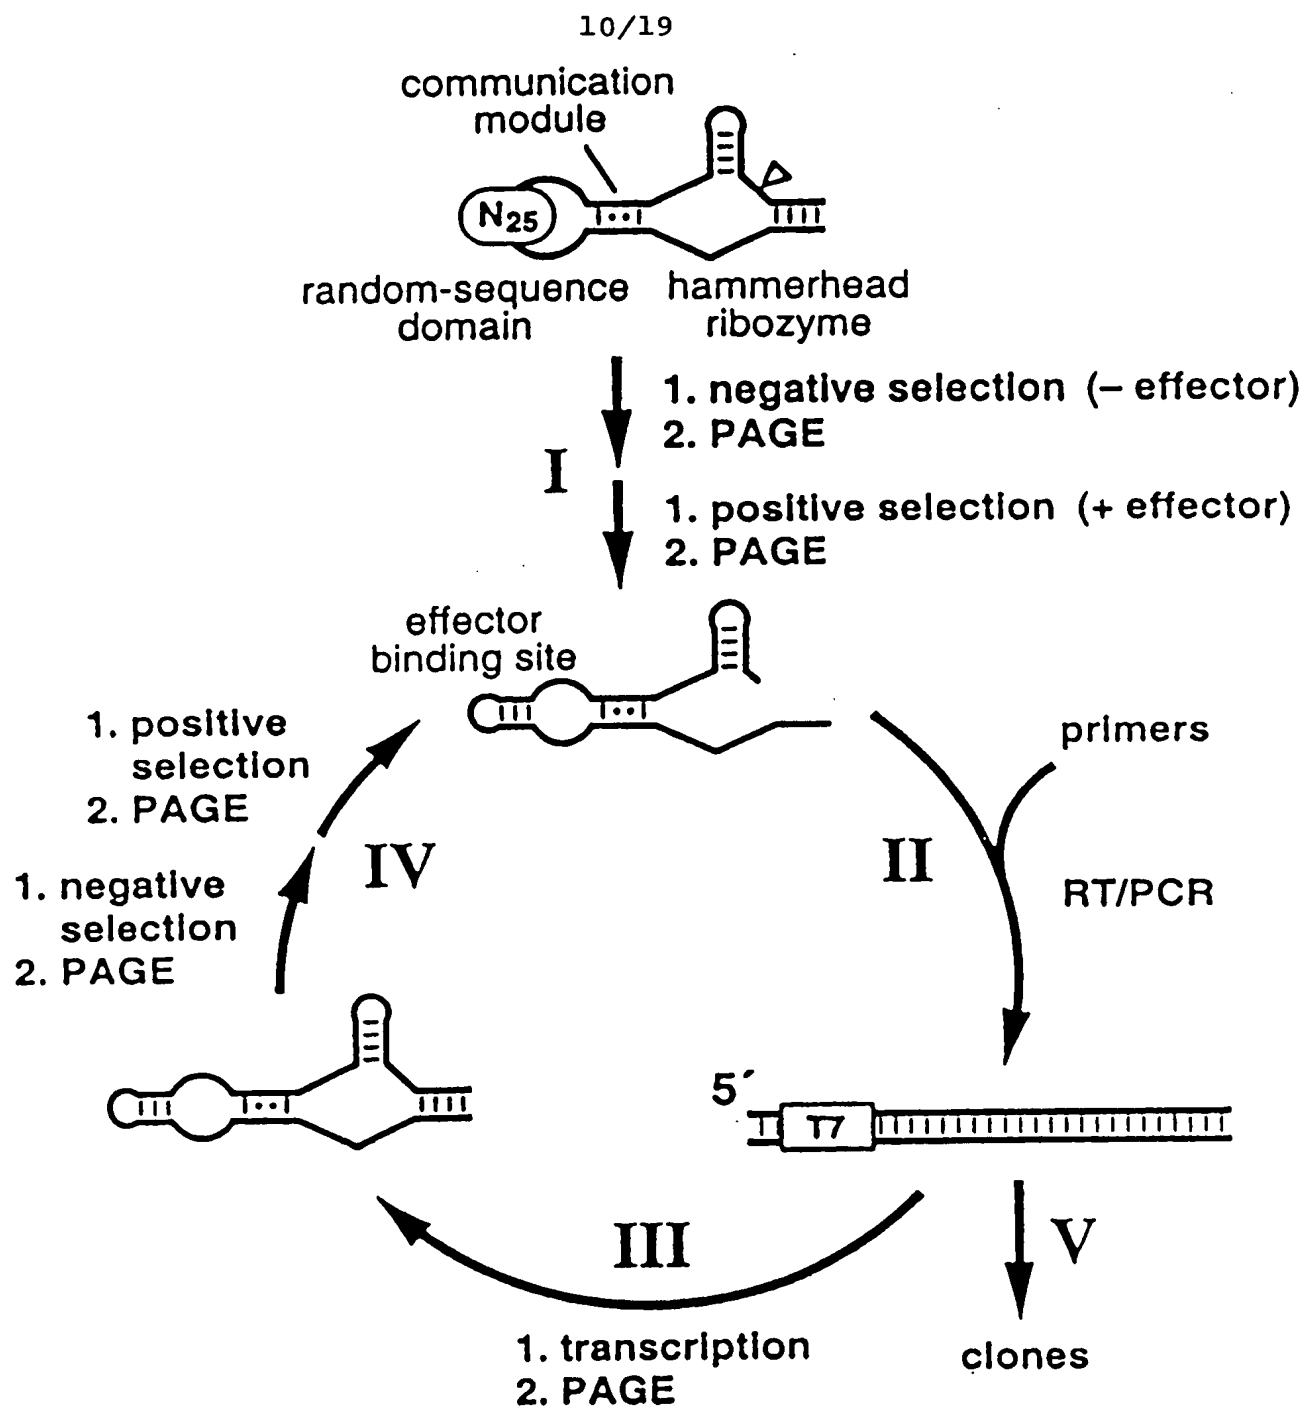 10/19
communication
module
N25
random-sequence
domain
hammerhead
ribozyme
1. negative selection (– effector)
2. PAGE
I
1. positive selection (+ effector)
2. PAGE
effector
binding site
1. positive
selection
2. PAGE
IV
1. negative
selection
2. PAGE
primers
II
RT/PCR
5´
T7
III
V
1. transcription
2. PAGE
clones